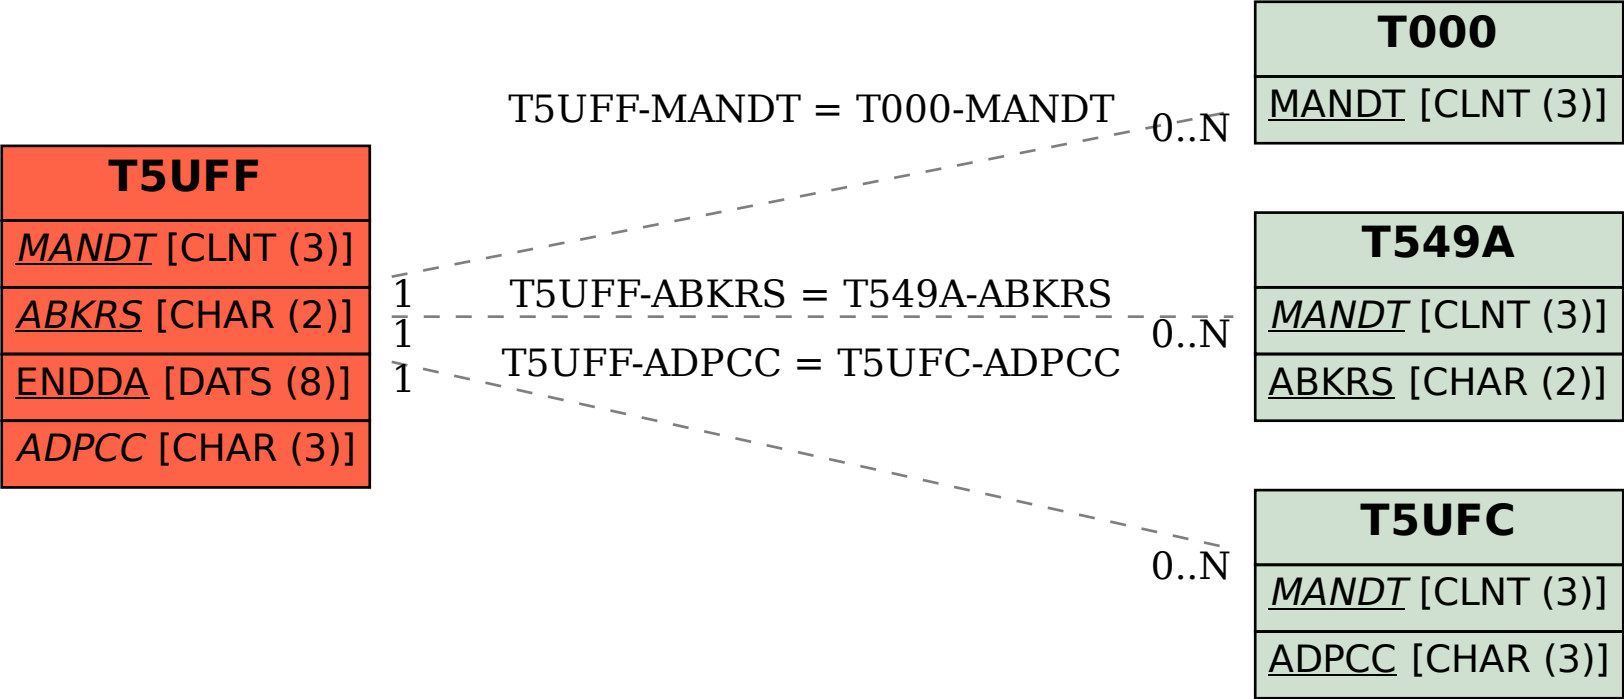 T5UFF
MANDT [CLNT (3)]
ABKRS [CHAR (2)]
ENDDA [DATS (8)]
ADPCC [CHAR (3)]
T5UFF-MANDT = T000-MANDT
0..N
1
T5UFF-ABKRS = T549A-ABKRS
0..N
1
T5UFF-ADPCC = T5UFC-ADPCC
1
0..N
T000
MANDT [CLNT (3)]
T549A
MANDT [CLNT (3)]
ABKRS [CHAR (2)]
T5UFC
MANDT [CLNT (3)]
ADPCC [CHAR (3)]